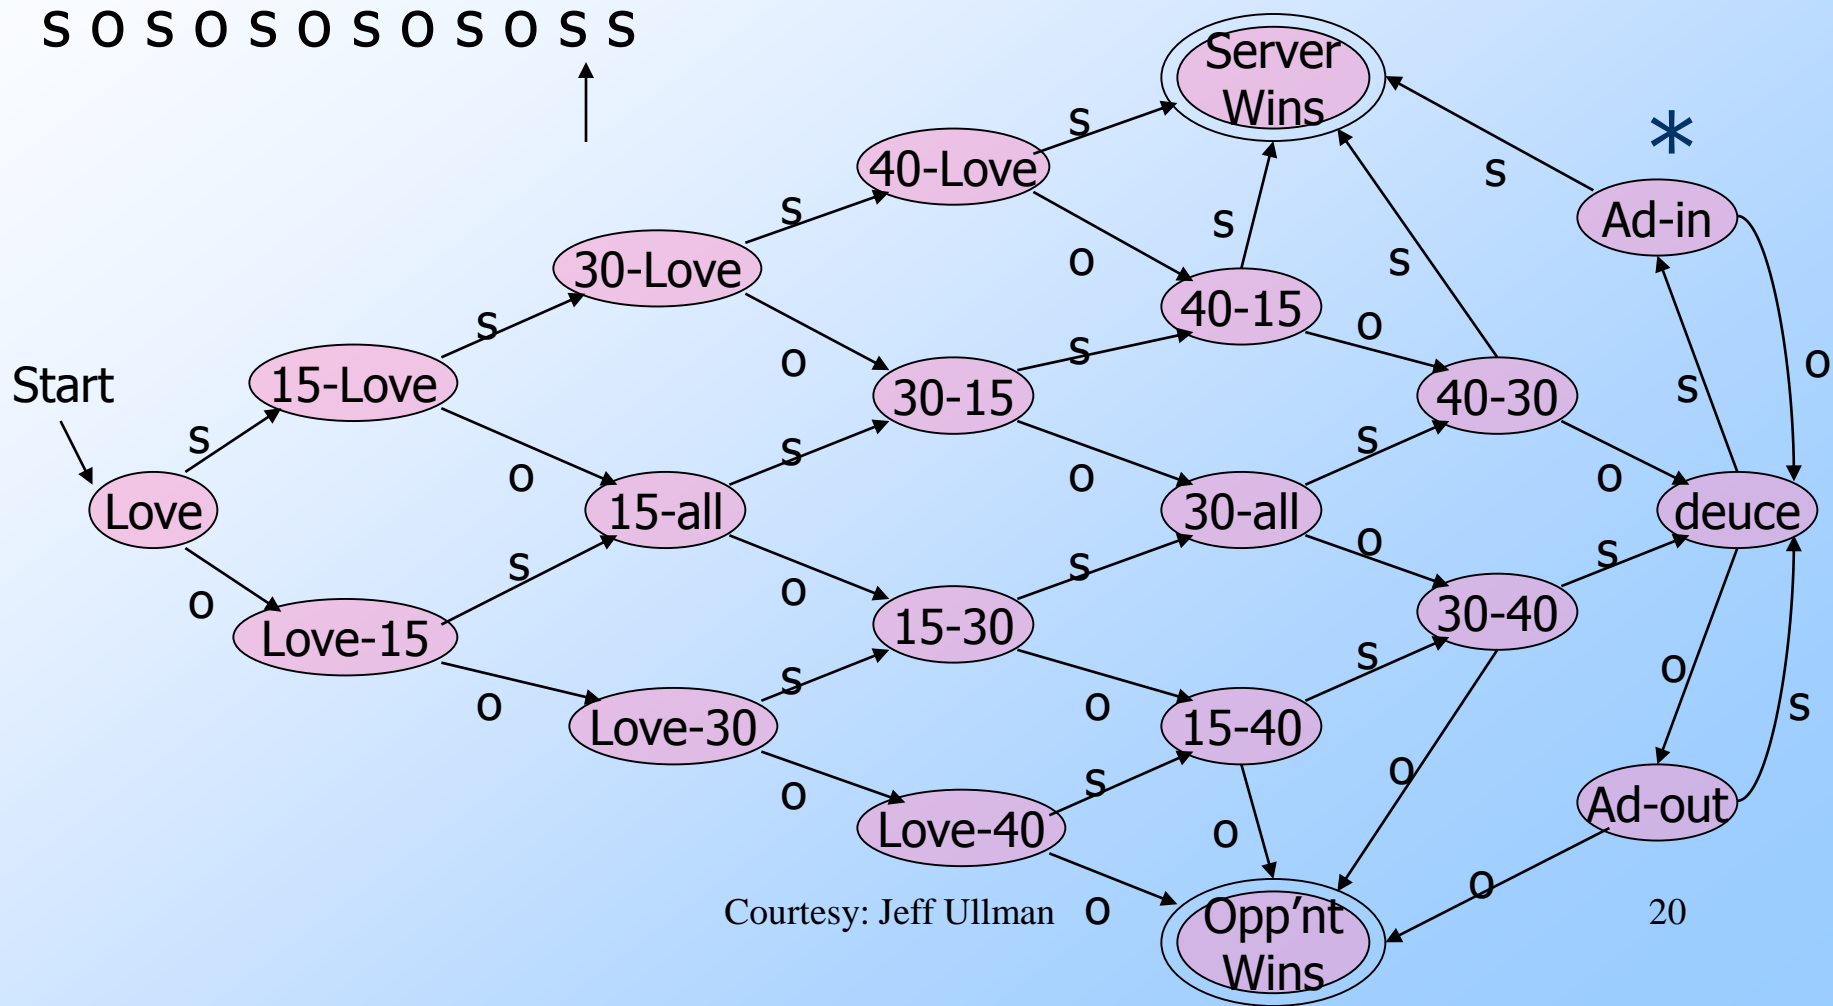 s o s o s o s o s o s s
Server
Wins
s
*
40-Love
s
s
s
Ad-in
s
30-Love
o
s
40-15
s
o
o
s
o
s
Start
15-Love
30-15
40-30
s
s
s
o
o
o
Love
15-all
30-all
deuce
o
s
s
s
o
o
15-30
30-40
Love-15
s
s
o
o
o
s
Love-30
15-40
o
s
o
Ad-out
Love-40
o
o
Courtesy: Jeff Ullman
o
Opp'nt
Wins
20